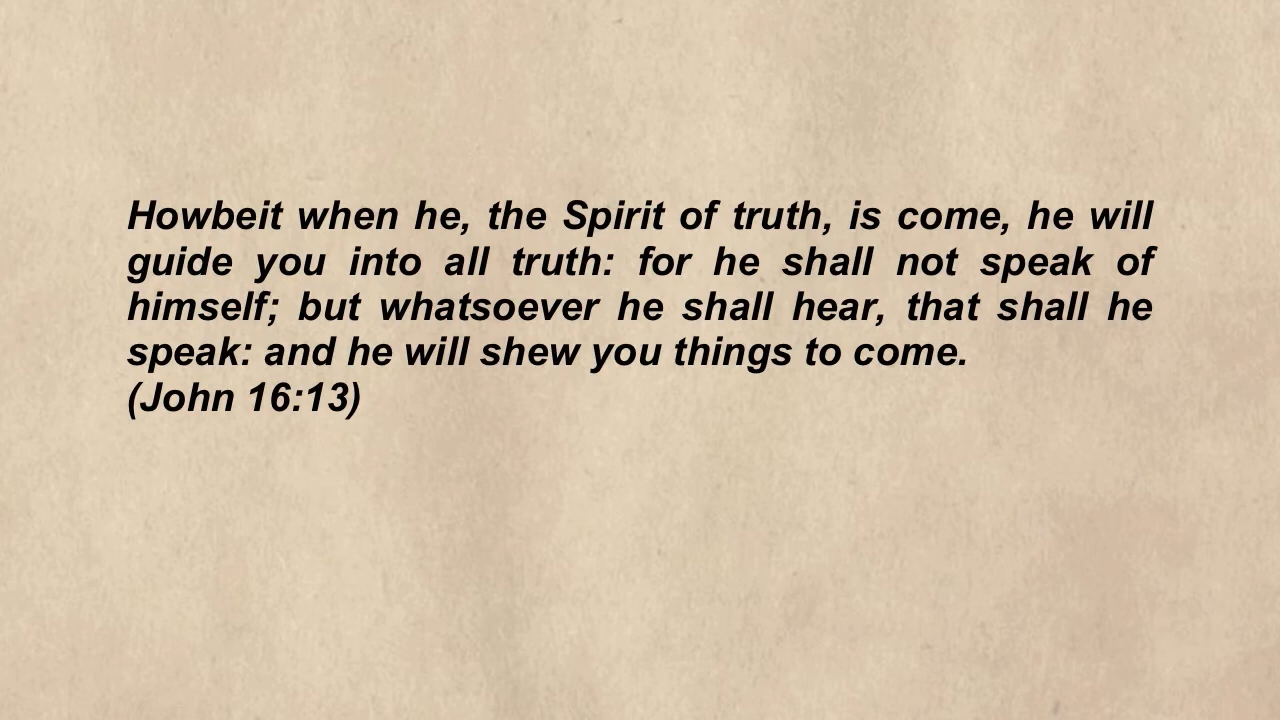 Howbeit when he, the Spirit of truth, is come, he will
guide you into all truth: for he shall not speak of
himself; but whatsoever he shall hear, that shall he
speak: and he will shew you things to come.
(John 16:13)